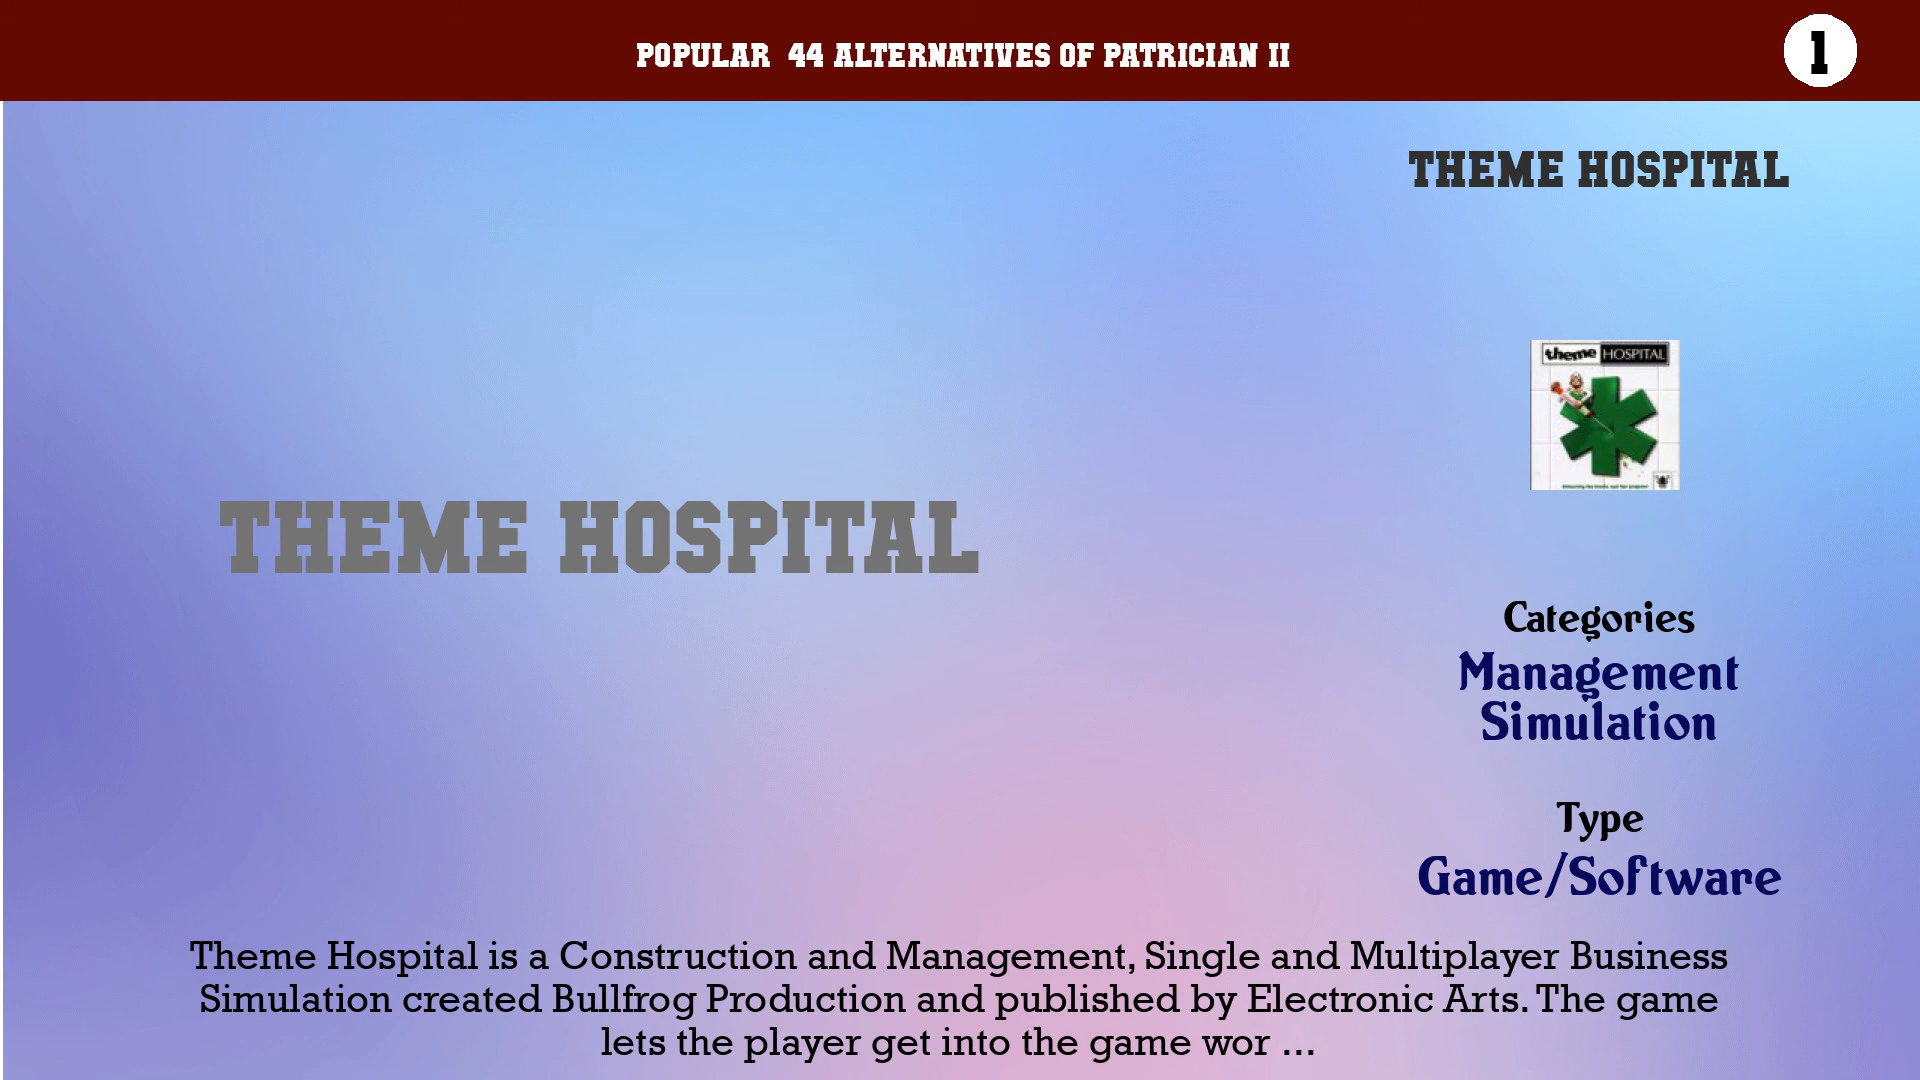 POPULAR 44 ALTERNATIVES OF PATRICIAN II
1
THEME HOSPITAL
theme HOSPITAL
THEME HOSPITAL
Categories
Management
Simulation
Type
Game/Software
Theme Hospital is a Construction and Management, Single and Multiplayer Business
Simulation created Bullfrog Production and published by Electronic Arts. The game
lets the player get into the game wor ...